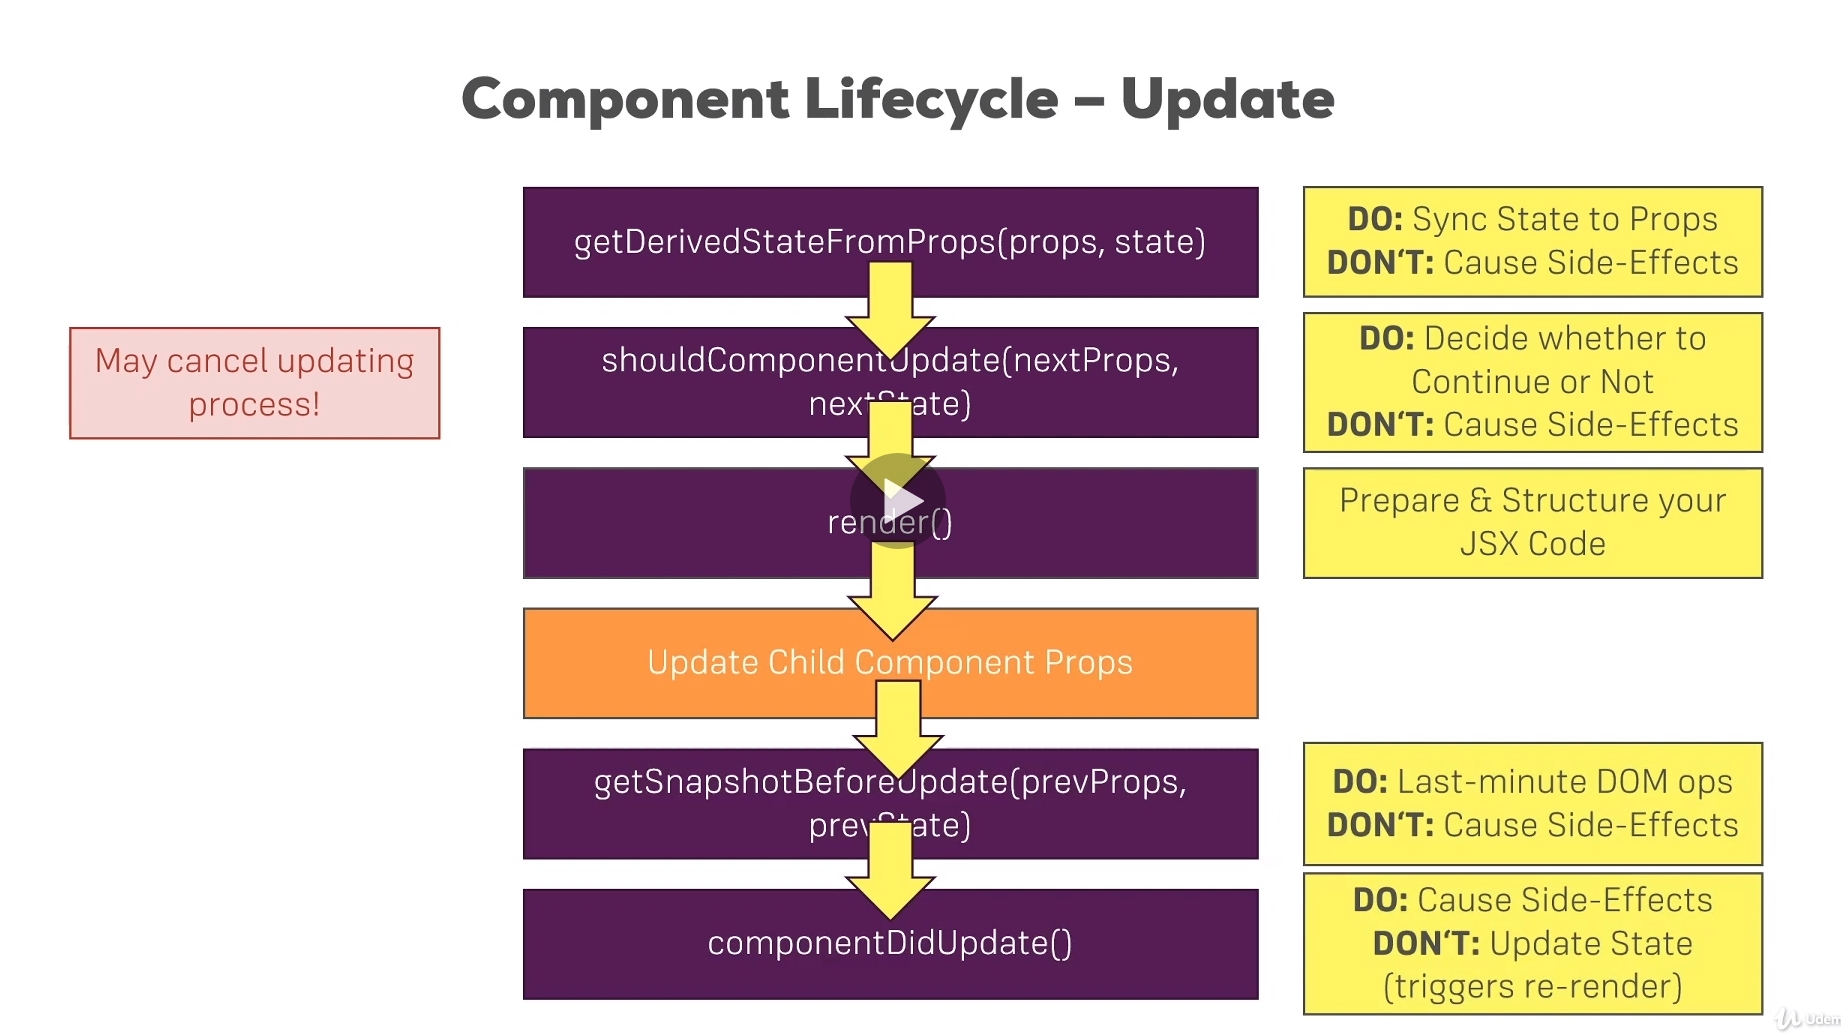 Component Lifecycle – Update
getDerivedStateFromProps(props, state)
DO: Sync State to Props
DON‘T: Cause Side-Effects
May cancel updating
process!
shouldComponentUpdate(nextProps,
nextState)
DO: Decide whether to
Continue or Not
DON‘T: Cause Side-Effects
render()
Prepare & Structure your
JSX Code
Update Child Component Props
getSnapshotBeforeUpdate(prevProps,
prevState)
DO: Last-minute DOM ops
DON‘T: Cause Side-Effects
componentDidUpdate()
DO: Cause Side-Effects
DON‘T: Update State
(triggers re-render)